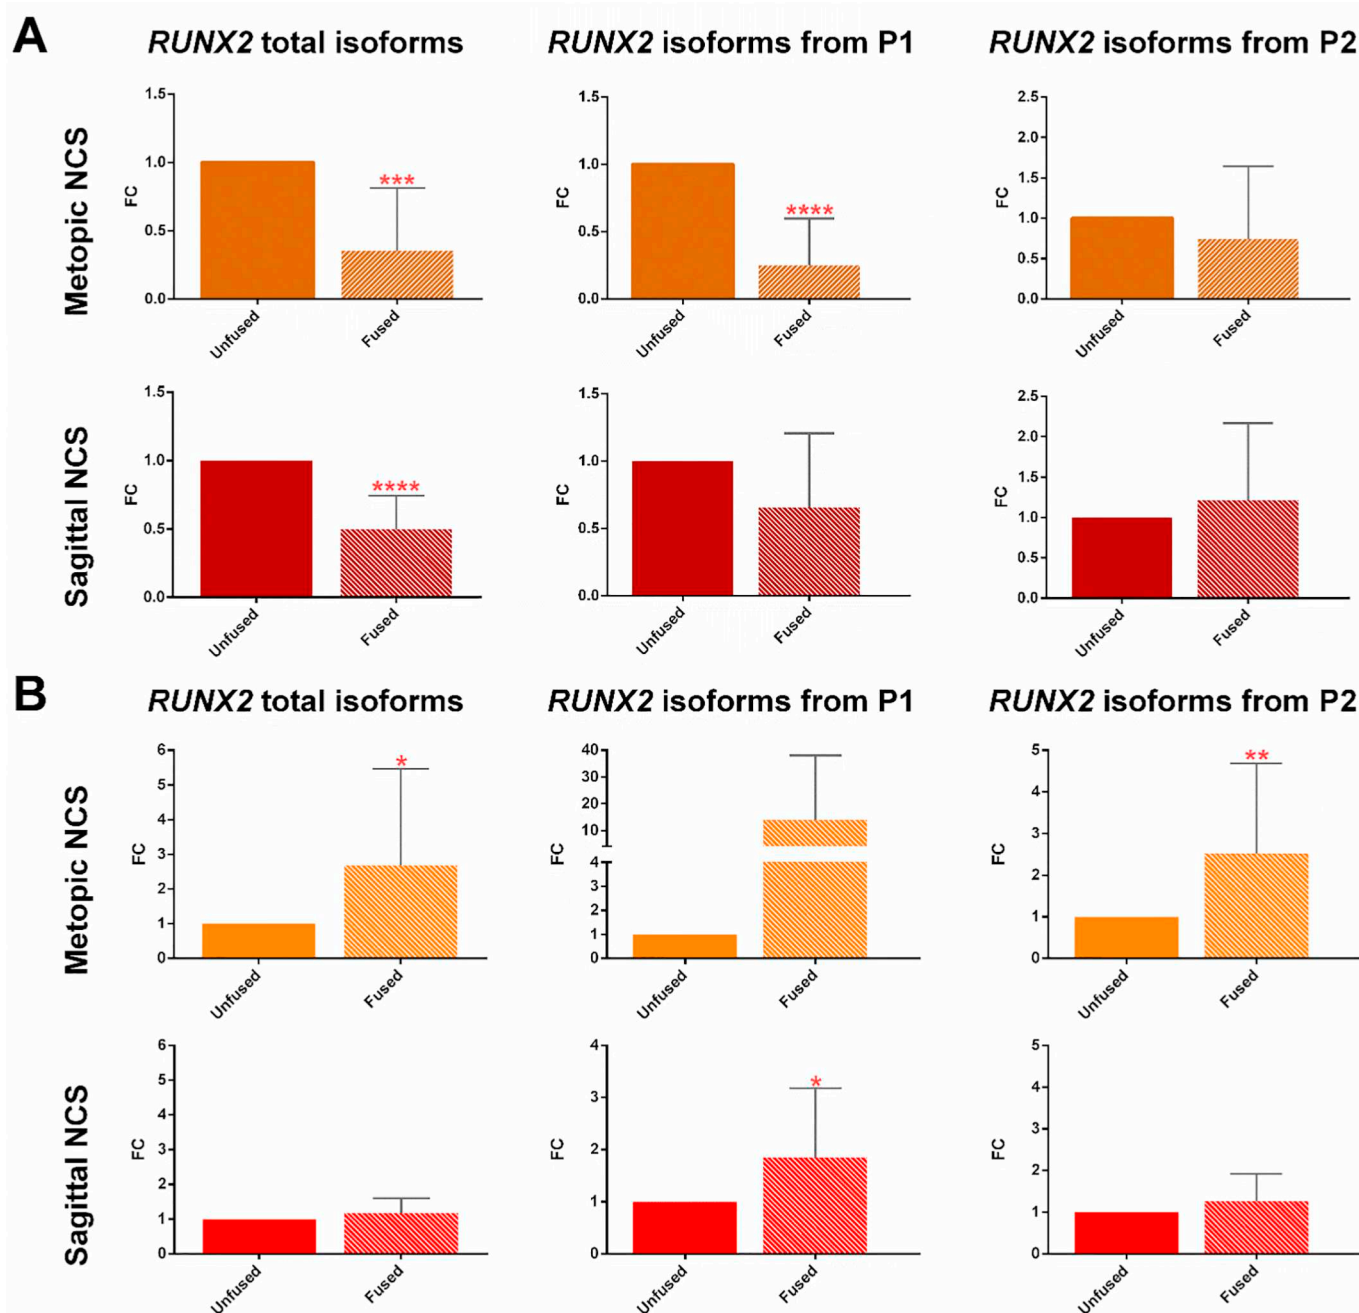 A
RUNX2 total isoforms
RUNX2 isoforms from P1
RUNX2 isoforms from P2
Metopic NCS
FC
1.5
1.0
0.5
0.0
***
Unfused
Fused
FC
1.5
1.0
0.5
0.0
****
Unfused
Fused
FC
2.5
2.0
1.5
1.0
0.5
0.0
Unfused
Fused
Sagittal NCS
FC
1.5
1.0
0.5
0.0
****
Unfused
Fused
FC
1.5
1.0
0.5
0.0
Unfused
Fused
FC
2.5
2.0
1.5
1.0
0.5
0.0
Unfused
Fused
B
RUNX2 total isoforms
RUNX2 isoforms from P1
RUNX2 isoforms from P2
Metopic NCS
FC
6
5
4
3
2
1
0
*
Unfused
Fused
FC
40
30
20
10
4
3
2
1
0
Unfused
Fused
FC
5
4
3
2
1
0
**
Unfused
Fused
Sagittal NCS
FC
6
5
4
3
2
1
0
Unfused
Fused
FC
4
3
2
1
0
*
Unfused
Fused
FC
5
4
3
2
1
0
Unfused
Fused